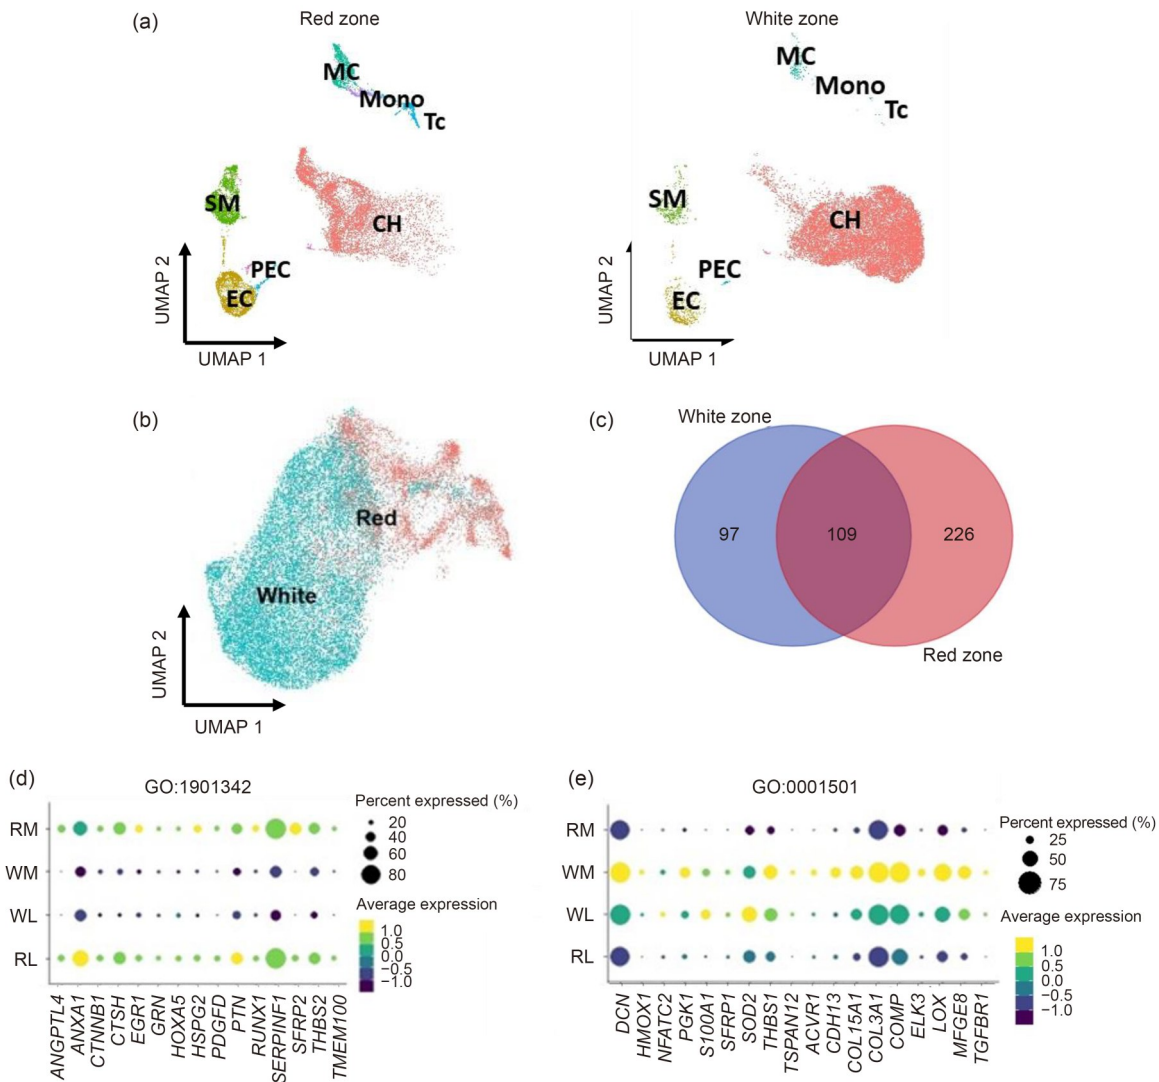 (a)
Red zone
MC
Mono
Tc
SM
CH
PEC
EC
UMAP 2
UMAP 1
White zone
MC
Mono
Tc
SM
CH
PEC
EC
UMAP 2
UMAP 1
(b)
Red
White
UMAP 2
UMAP 1
(c)
White zone
97
109
226
Red zone
(d)
GO:1901342
RM
WM
WL
RL
ANGPTL4
ANXA1
CTNNB1
CTSH
EGR1
GRN
HOXA5
HSPG2
PDGFD
PTN
RUNX1
SERPINF1
SFRP2
THBS2
TMEM100
Percent expressed (%)
20
40
60
80
Average expression
1.0
0.5
0.0
−0.5
−1.0
(e)
GO:0001501
RM
WM
WL
RL
DCN
HMOX1
NFATC2
PGK1
S100A1
SFRP1
SOD2
THBS1
TSPAN12
ACVR1
CDH13
COL15A1
COL3A1
COMP
ELK3
LOX
MFGE8
TGFBR1
Percent expressed (%)
25
50
75
Average expression
1.0
0.5
0.0
−0.5
−1.0